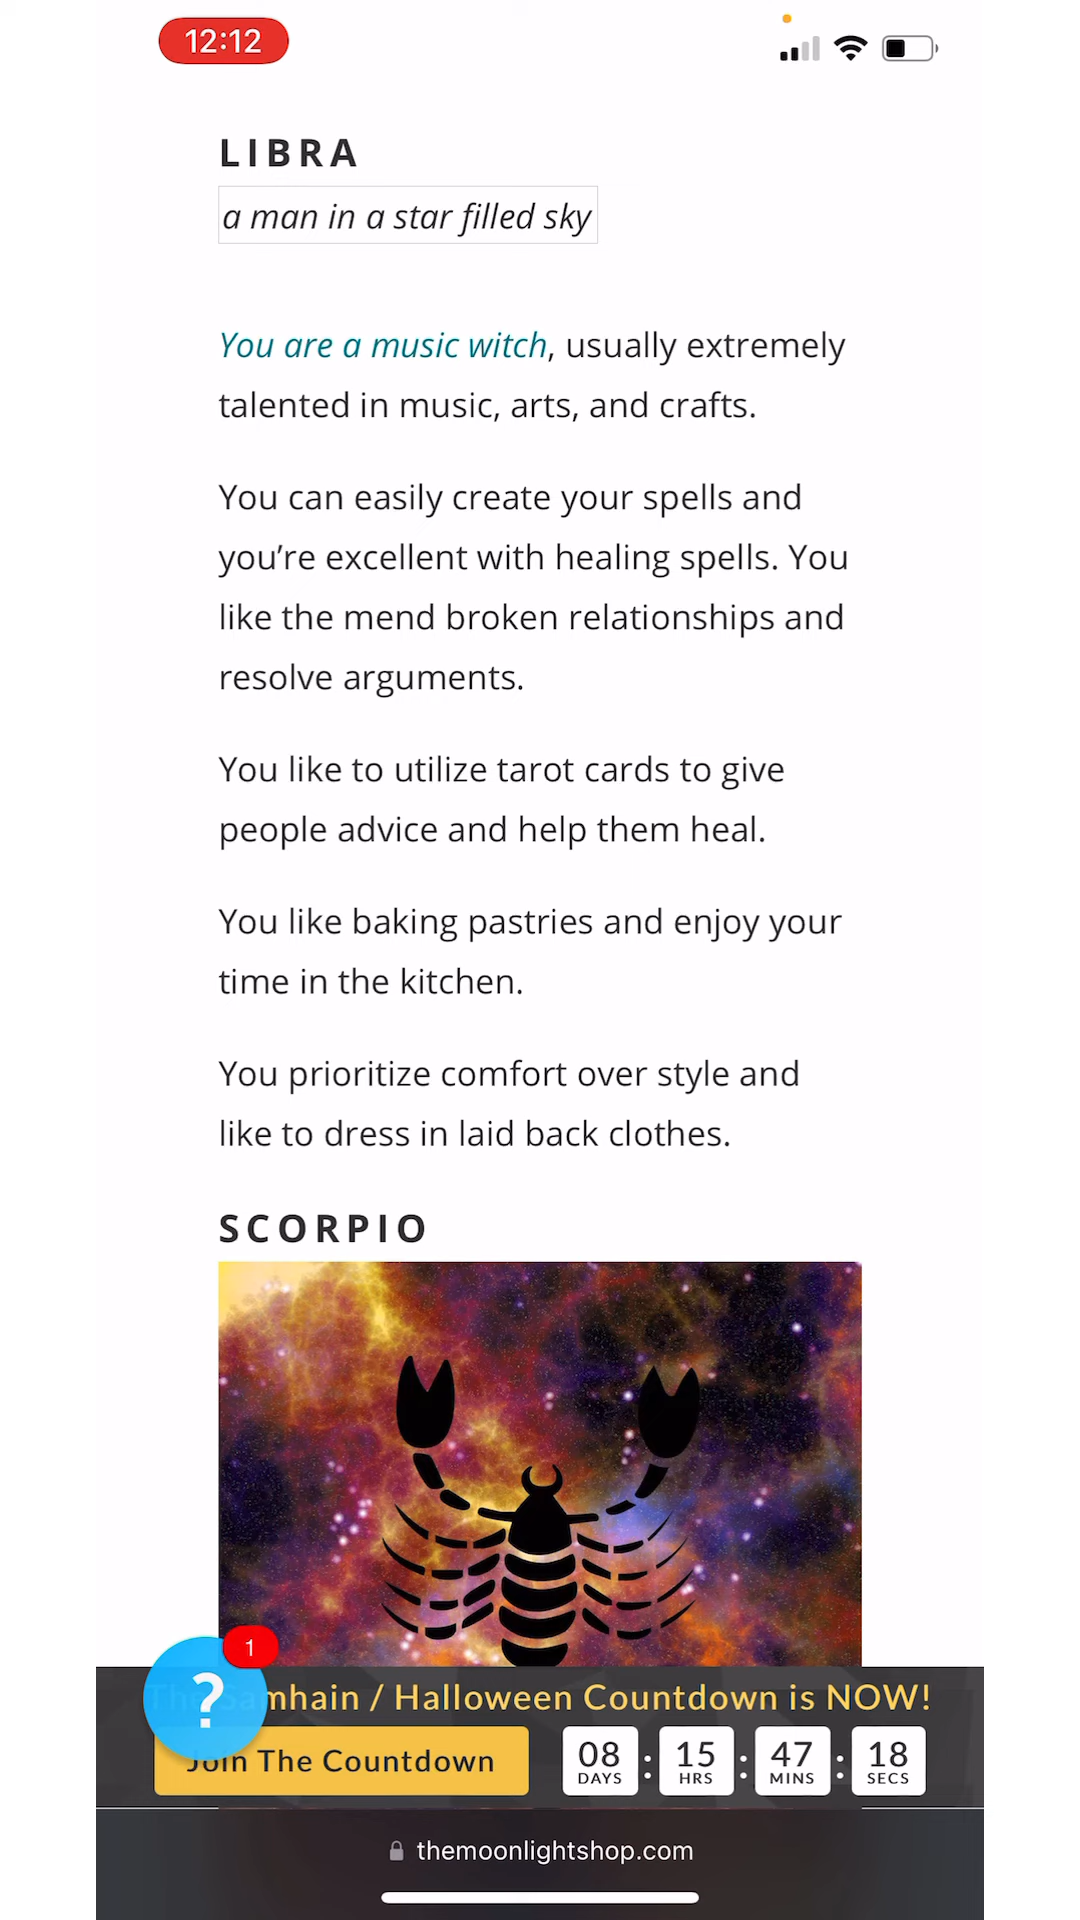 12:12
LIBRA
a man in a star filled sky
You are a music witch, usually extremely
talented in music, arts, and crafts.
You can easily create your spells and
you’re excellent with healing spells. You
like the mend broken relationships and
resolve arguments.
You like to utilize tarot cards to give
people advice and help them heal.
You like baking pastries and enjoy your
time in the kitchen.
You prioritize comfort over style and
like to dress in laid back clothes.
SCORPIO
1
?
The Samhain / Halloween Countdown is NOW!
Join The Countdown
08 : 15 : 47 : 18
DAYS HRS MINS SECS
themoonlightshop.com